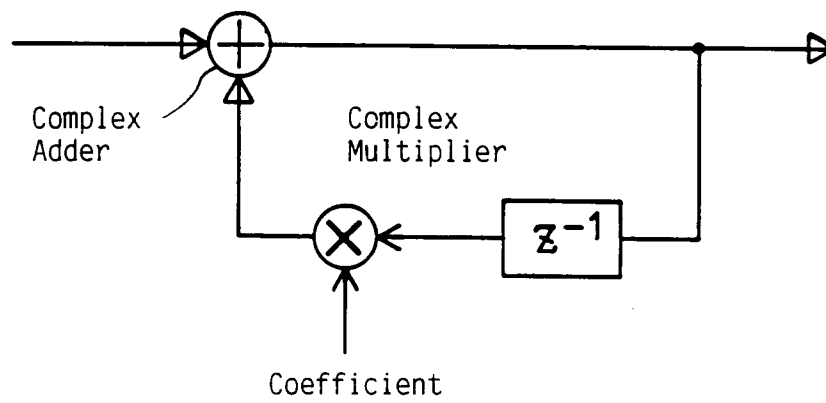 Complex
Adder
Complex
Multiplier
z⁻¹
Coefficient